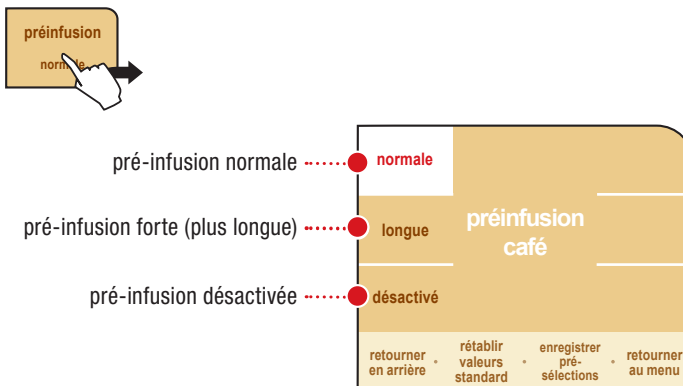 préinfusion
normale
pré-infusion normale
normale
pré-infusion forte (plus longue)
longue
préinfusion
café
pré-infusion désactivée
désactivé
retourner
en arrière
rétablir
valeurs
standard
enregistrer
pré-
sélections
retourner
au menu